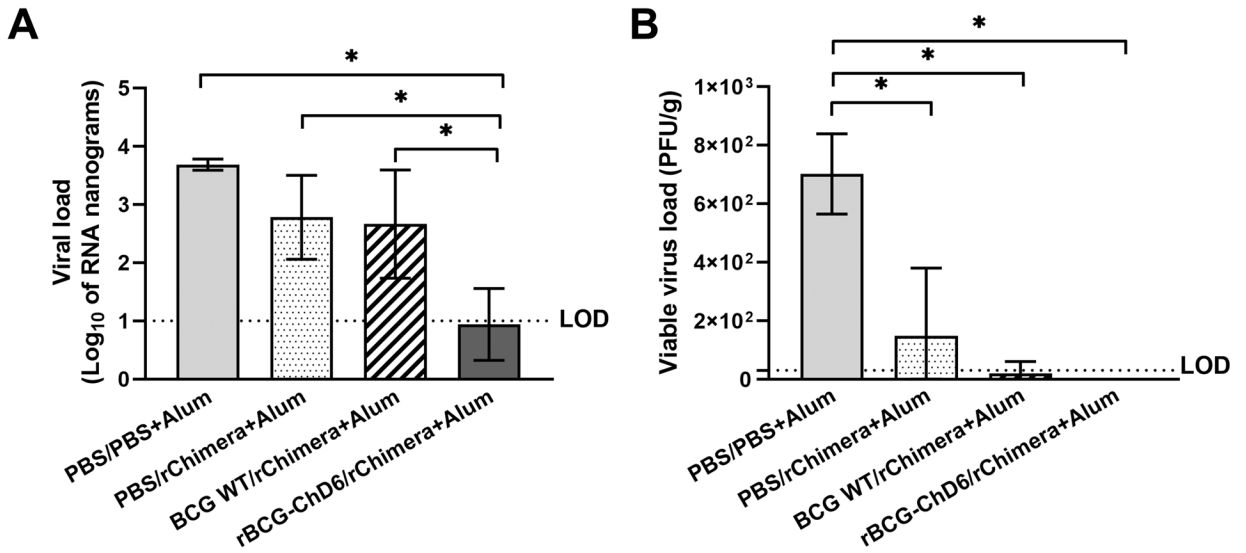 A
*
*
*
5
4
3
2
1
0
Viral load
(Log₁₀ of RNA nanograms)
LOD
PBS/PBS+Alum
PBS/rChimera+Alum
BCG WT/rChimera+Alum
rBCG-ChD6/rChimera+Alum
B
*
*
*
1×10³
8×10²
6×10²
4×10²
2×10²
0
Viable virus load (PFU/g)
LOD
PBS/PBS+Alum
PBS/rChimera+Alum
BCG WT/rChimera+Alum
rBCG-ChD6/rChimera+Alum